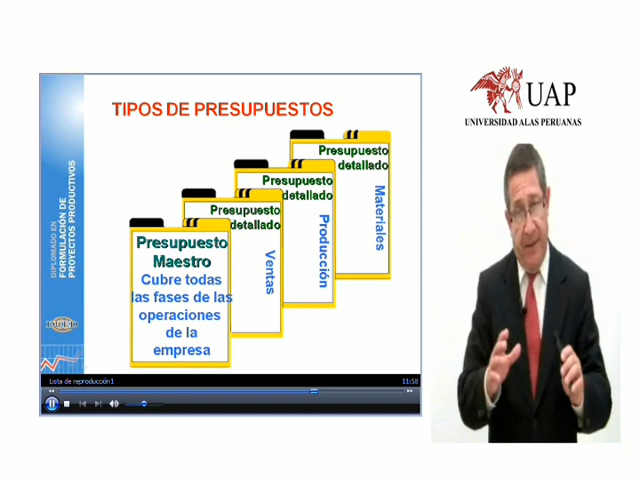 TIPOS DE PRESUPUESTOS
Presupuesto
detallado
Materiales
Presupuesto
detallado
Producción
Presupuesto
detallado
Ventas
Presupuesto
Maestro
Cubre todas
las fases de las
operaciones
de la
empresa
DIPLOMADO EN
FORMULACIÓN DE
PROYECTOS PRODUCTIVOS
Lista de reproducción1
11:58
UAP
UNIVERSIDAD ALAS PERUANAS